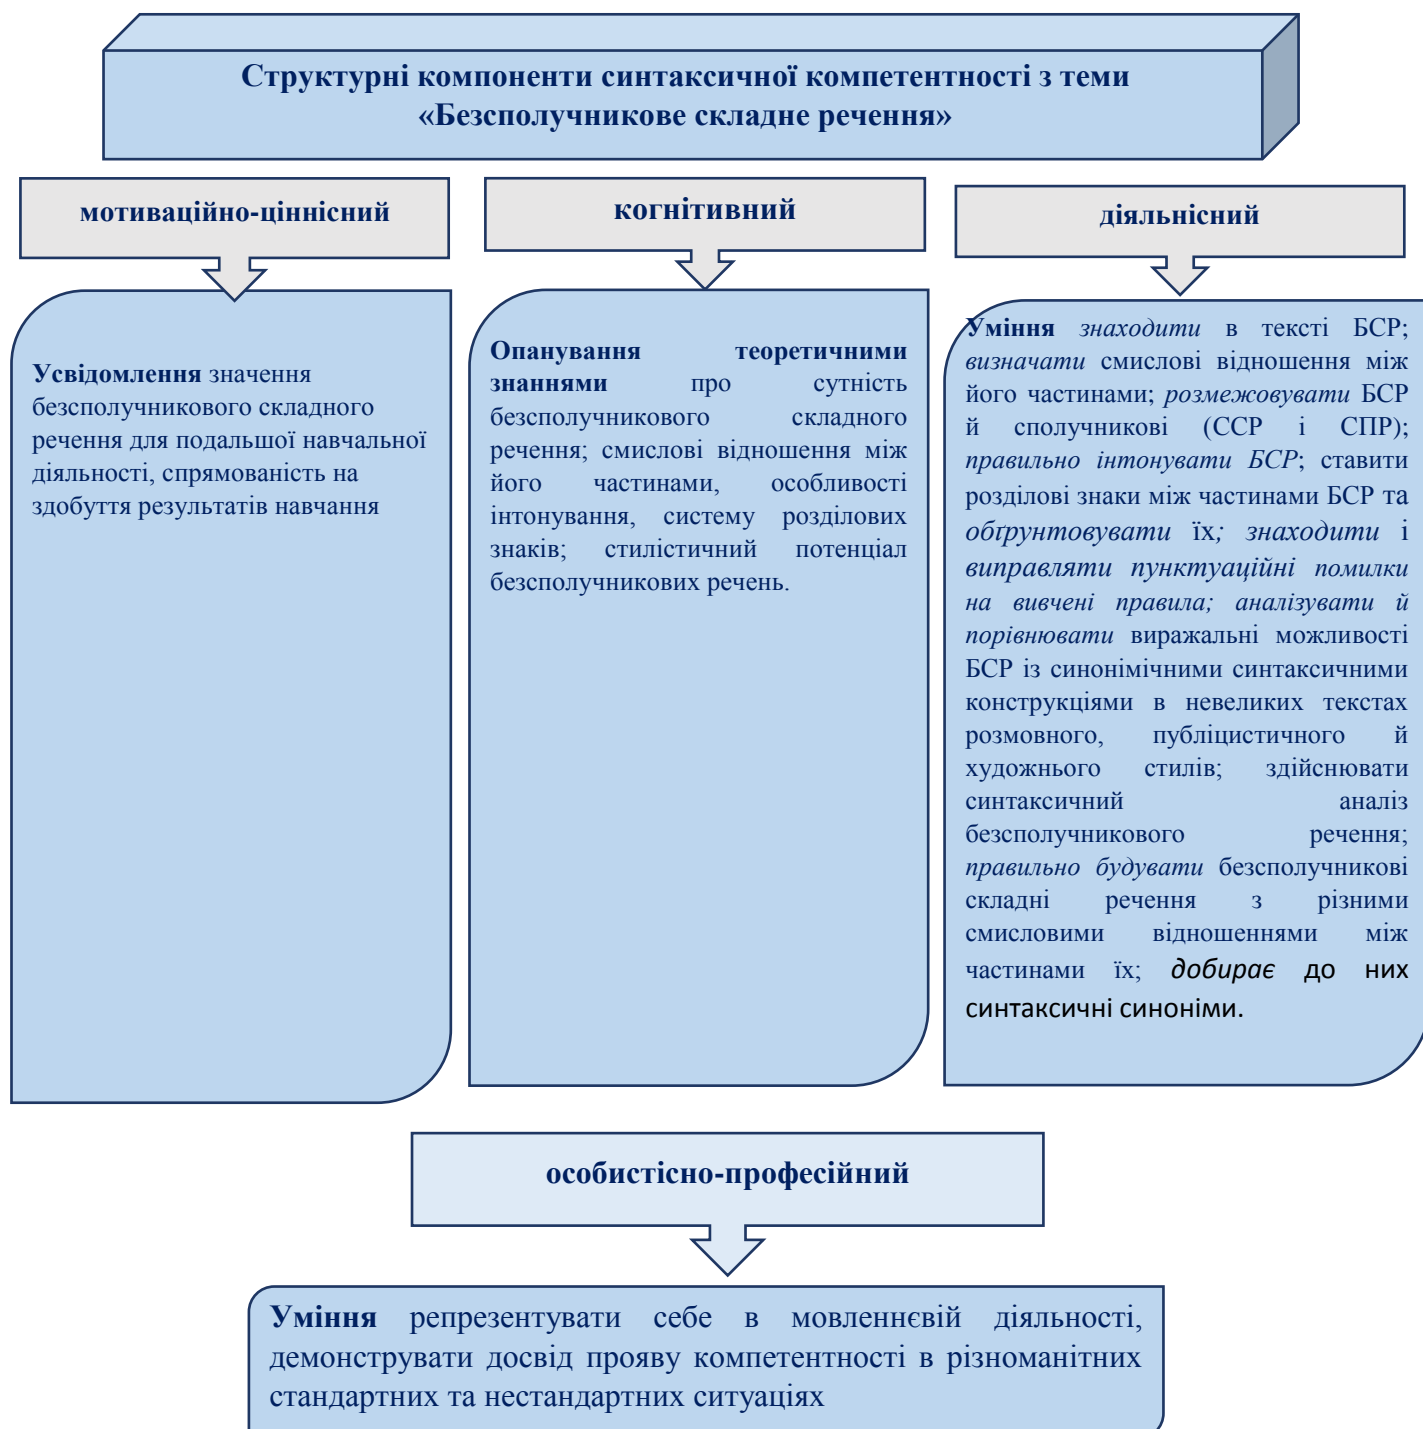 Структурні компоненти синтаксичної компетентності з теми
«Безсполучникове складне речення»
мотиваційно-ціннісний
когнітивний
діяльнісний
Усвідомлення значення
безсполучникового складного
речення для подальшої навчальної
діяльності, спрямованість на
здобуття результатів навчання
Опанування теоретичними
знаннями про сутність
безсполучникового складного
речення; смислові відношення між
його частинами, особливості
інтонування, систему розділових
знаків; стилістичний потенціал
безсполучникових речень.
Уміння знаходити в тексті БСР;
визначати смислові відношення між
його частинами; розмежовувати БСР
й сполучникові (ССР і СПР);
правильно інтонувати БСР; ставити
розділові знаки між частинами БСР та
обґрунтовувати їх; знаходити і
виправляти пунктуаційні помилки
на вивчені правила; аналізувати й
порівнювати виражальні можливості
БСР із синонімічними синтаксичними
конструкціями в невеликих текстах
розмовного, публіцистичного й
художнього стилів; здійснювати
синтаксичний аналіз
безсполучникового речення;
правильно будувати безсполучникові
складні речення з різними
смисловими відношеннями між
частинами їх; добирає до них
синтаксичні синоніми.
особистісно-професійний
Уміння репрезентувати себе в мовленнєвій діяльності,
демонструвати досвід прояву компетентності в різноманітних
стандартних та нестандартних ситуаціях